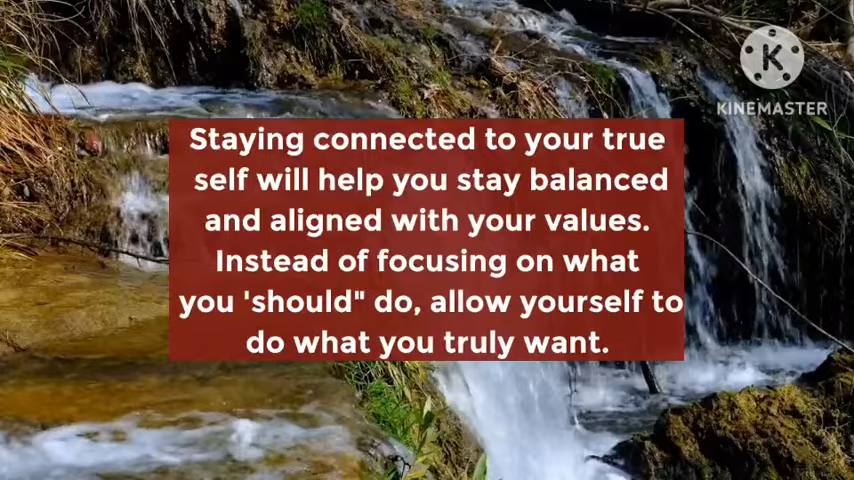 K
KINEMASTER
Staying connected to your true
self will help you stay balanced
and aligned with your values.
Instead of focusing on what
you 'should" do, allow yourself to
do what you truly want.